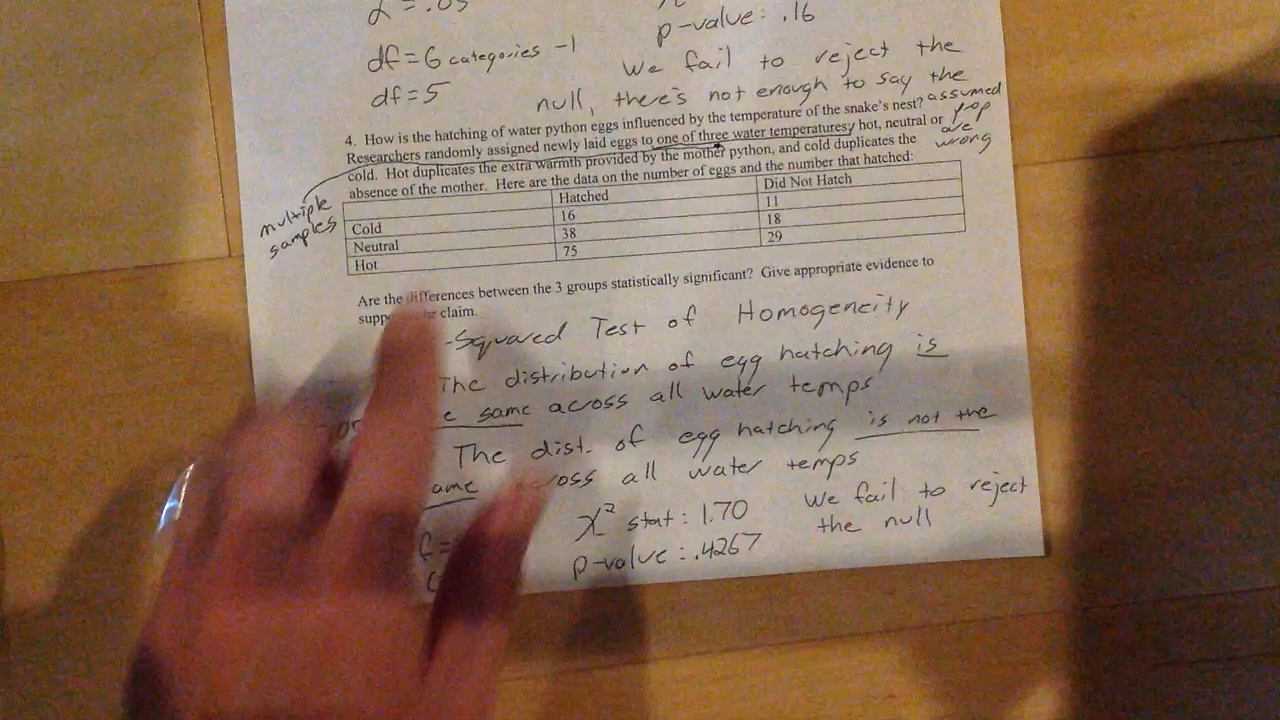 α = .05
p-value: .16
df = 6 categories -1
df = 5
We fail to reject the
null, there's not enough to say the
assumed
pop
are
wrong
4. How is the hatching of water python eggs influenced by the temperature of the snake's nest?
Researchers randomly assigned newly laid eggs to one of three water temperatures; hot, neutral or
cold. Hot duplicates the extra warmth provided by the mother python, and cold duplicates the
absence of the mother. Here are the data on the number of eggs and the number that hatched:
multiple
samples
Hatched Did Not Hatch
Cold 16 11
Neutral 38 18
Hot 75 29
Are the differences between the 3 groups statistically significant? Give appropriate evidence to
claim.
-Squared Test of Homogeneity
The distribution of egg hatching is
same across all water temps
The dist. of egg hatching is not the
all water temps
X² stat: 1.70
p-value: .4267
We fail to reject
the null